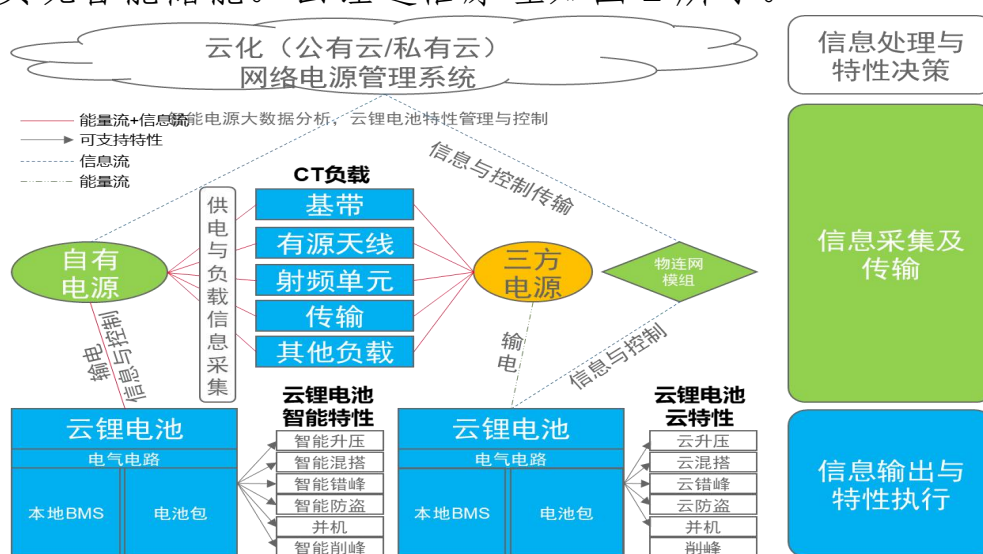 云化（公有云/私有云）
网络电源管理系统
信息处理与
特性决策
能量流+信息流
智能电源大数据分析，云锂电池特性管理与控制
可支持特性
信息流
能量流
信息与控制传输
CT负载
供电与负载信息采集
基带
有源天线
射频单元
传输
其他负载
自有
电源
三方
电源
物连网
模组
信息采集及
传输
输电
信息与控制
输电
信息与控制
云锂电池
智能特性
云锂电池
云特性
云锂电池
电气电路
本地BMS
电池包
智能升压
智能混搭
智能错峰
智能防盗
并机
智能削峰
云锂电池
电气电路
本地BMS
电池包
云升压
云混搭
云错峰
云防盗
并机
削峰
信息输出与
特性执行